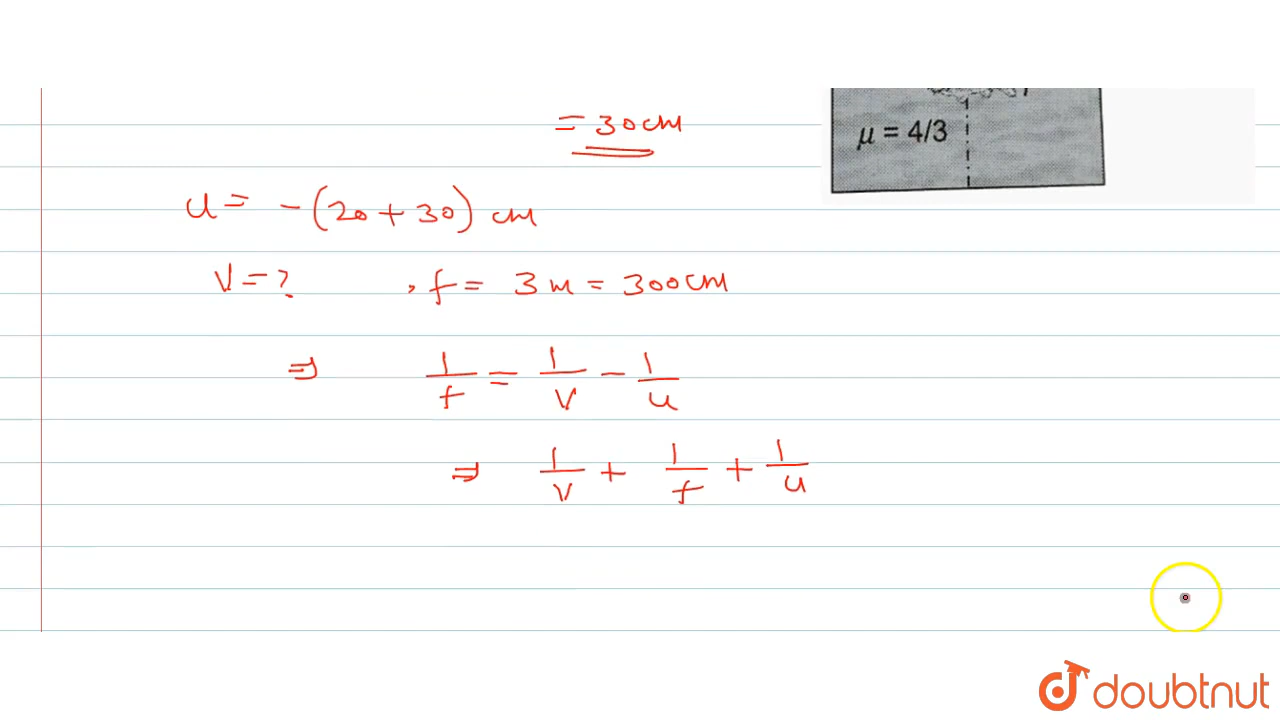 = 30 cm
μ = 4/3
u = - (20 + 30) cm
v = ? , f = 3 m = 300 cm
⇒ 1/f = 1/v - 1/u
⇒ 1/v + 1/f + 1/u
doubtnut